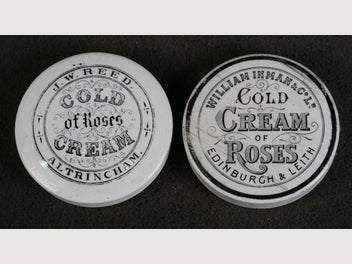 J.W. REED.
COLD
of Roses
CREAM
ALTRINCHAM.
WILLIAM INMAN & Co LD.
COLD
CREAM
OF
ROSES
EDINBURGH & LEITH